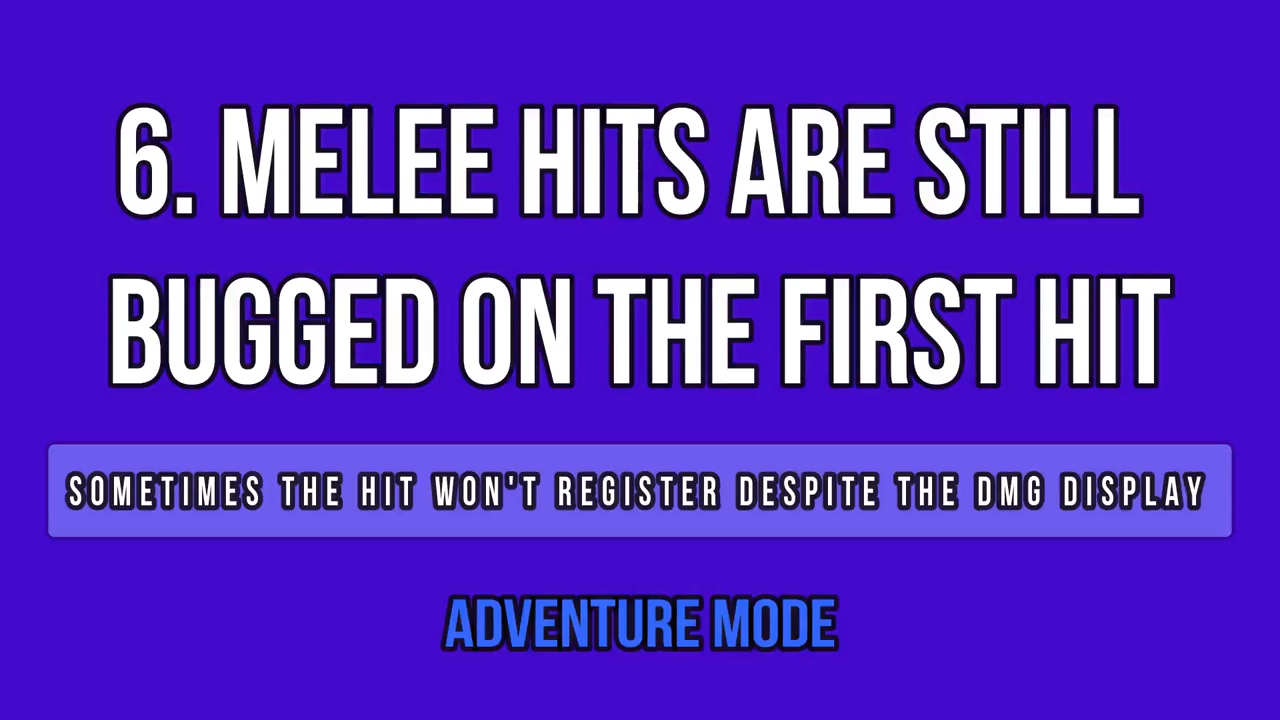 6. MELEE HITS ARE STILL
BUGGED ON THE FIRST HIT
SOMETIMES THE HIT WON'T REGISTER DESPITE THE DMG DISPLAY
ADVENTURE MODE